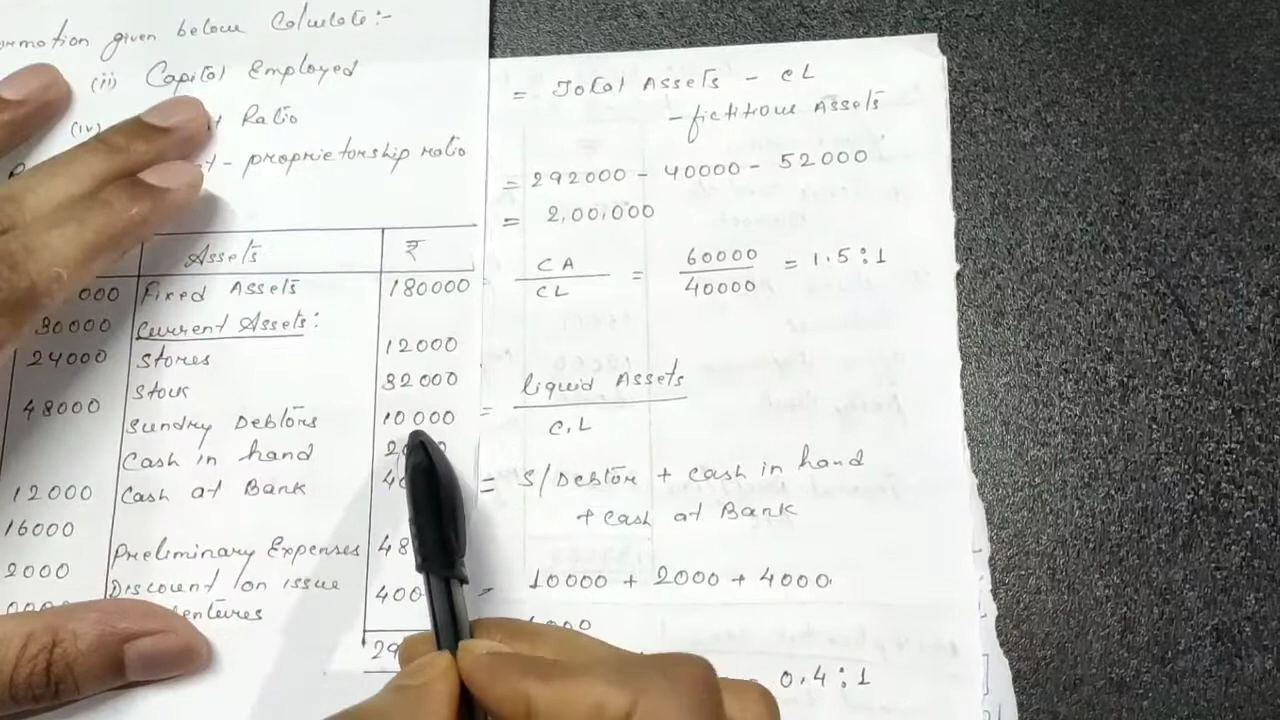 given below Calculate:-
(ii) Capital Employed
(iv) Ratio
- proprietorship ratio
Assets ₹
000 Fixed Assets 180000
30000 Current Assets:
24000 Stores 12000
Stock 32000
48000 Sundry Debtors 10000
Cash in hand
12000 Cash at Bank
16000
Preliminary Expenses 48
2000 Discount on issue 400
= Total Assets - CL
- fictitious Assets
= 292000 - 40000 - 52000
= 2,00,000
= CA / CL = 60000 / 40000 = 1.5:1
= Liquid Assets
C.L
= S/Debtor + cash in hand
+ cash at Bank
= 10000 + 2000 + 4000
0.4:1